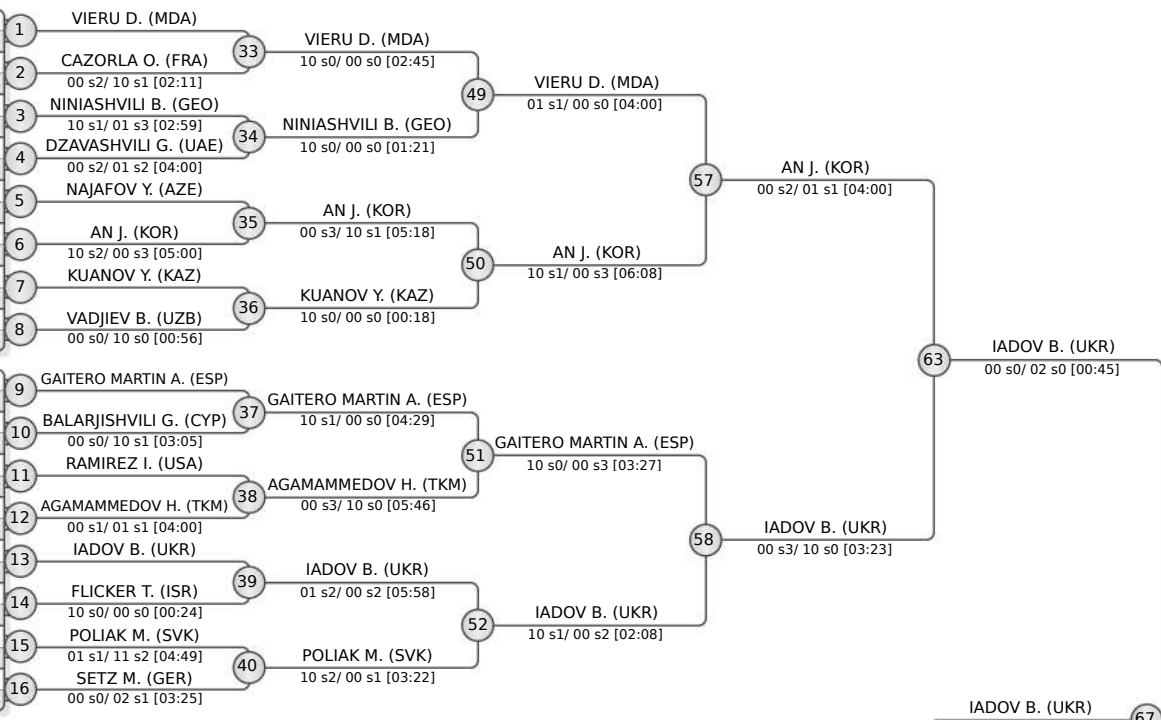 1
VIERU D. (MDA)
2
CAZORLA O. (FRA)
00 s2/ 10 s1 [02:11]
33
VIERU D. (MDA)
10 s0/ 00 s0 [02:45]
3
NINIASHVILI B. (GEO)
10 s1/ 01 s3 [02:59]
4
DZAVASHVILI G. (UAE)
00 s2/ 01 s2 [04:00]
34
NINIASHVILI B. (GEO)
10 s0/ 00 s0 [01:21]
49
VIERU D. (MDA)
01 s1/ 00 s0 [04:00]
5
NAJAFOV Y. (AZE)
6
AN J. (KOR)
10 s2/ 00 s3 [05:00]
35
AN J. (KOR)
00 s3/ 10 s1 [05:18]
7
KUANOV Y. (KAZ)
8
VADJIEV B. (UZB)
00 s0/ 10 s0 [00:56]
36
KUANOV Y. (KAZ)
10 s0/ 00 s0 [00:18]
50
AN J. (KOR)
10 s1/ 00 s3 [06:08]
57
AN J. (KOR)
00 s2/ 01 s1 [04:00]
9
GAITERO MARTIN A. (ESP)
10
BALARJISHVILI G. (CYP)
00 s0/ 10 s1 [03:05]
37
GAITERO MARTIN A. (ESP)
10 s1/ 00 s0 [04:29]
11
RAMIREZ I. (USA)
12
AGAMAMMEDOV H. (TKM)
00 s1/ 01 s1 [04:00]
38
AGAMAMMEDOV H. (TKM)
00 s3/ 10 s0 [05:46]
51
GAITERO MARTIN A. (ESP)
10 s0/ 00 s3 [03:27]
13
IADOV B. (UKR)
14
FLICKER T. (ISR)
10 s0/ 00 s0 [00:24]
39
IADOV B. (UKR)
01 s2/ 00 s2 [05:58]
15
POLIAK M. (SVK)
01 s1/ 11 s2 [04:49]
16
SETZ M. (GER)
00 s0/ 02 s1 [03:25]
40
POLIAK M. (SVK)
10 s2/ 00 s1 [03:22]
52
IADOV B. (UKR)
10 s1/ 00 s2 [02:08]
58
IADOV B. (UKR)
00 s3/ 10 s0 [03:23]
63
IADOV B. (UKR)
00 s0/ 02 s0 [00:45]
IADOV B. (UKR)
67